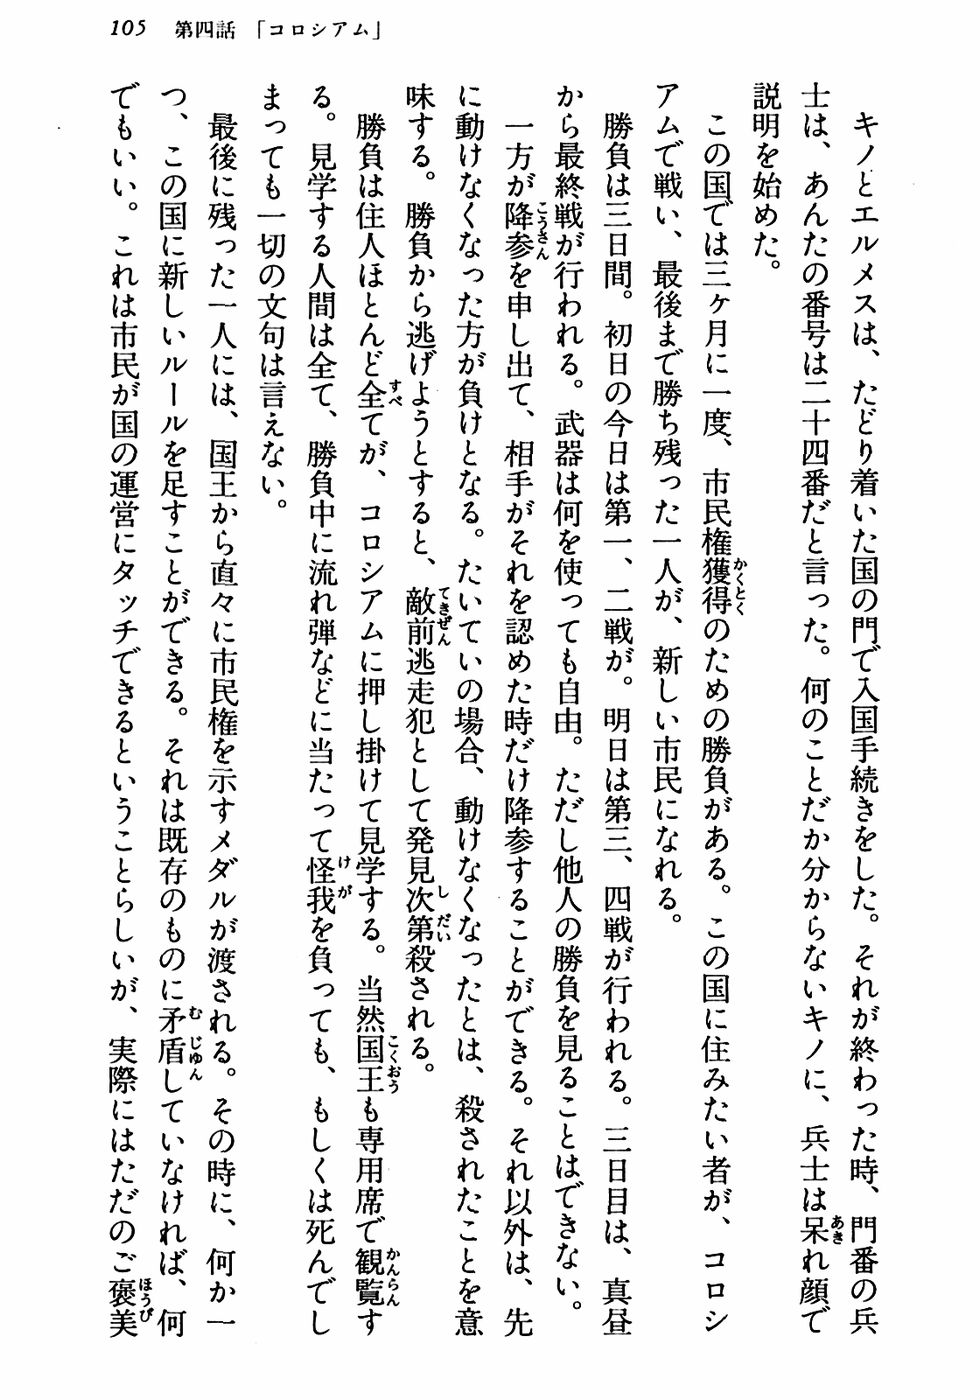 105 第四話 「コロシアム」
キノとエルメスは、たどり着いた国の門で入国手続きをした。それが終わった時、門番の兵
士は、あんたの番号は二十四番だと言った。何のことだか分からないキノに、兵士は呆れ顔で
説明を始めた。
この国では三ヶ月に一度、市民権獲得のための勝負がある。この国に住みたい者が、コロシ
アムで戦い、最後まで勝ち残った一人が、新しい市民になれる。
勝負は三日間。初日の今日は第一、二戦が。明日は第三、四戦が行われる。三日目は、真昼
から最終戦が行われる。武器は何を使っても自由。ただし他人の勝負を見ることはできない。
一方が降参を申し出て、相手がそれを認めた時だけ降参することができる。それ以外は、先
に動けなくなった方が負けとなる。たいていの場合、動けなくなったとは、殺されたことを意
味する。勝負から逃げようとすると、敵前逃走犯として発見次第殺される。
勝負は住人ほとんど全てが、コロシアムに押し掛けて見学する。当然国王も専用席で観覧す
る。見学する人間は全て、勝負中に流れ弾などに当たって怪我を負っても、もしくは死んでし
まっても一切の文句は言えない。
最後に残った一人には、国王から直々に市民権を示すメダルが渡される。その時に、何か一
つ、この国に新しいルールを足すことができる。それは既存のものに矛盾していなければ、何
でもいい。これは市民が国の運営にタッチできるということらしいが、実際にはただのご褒美